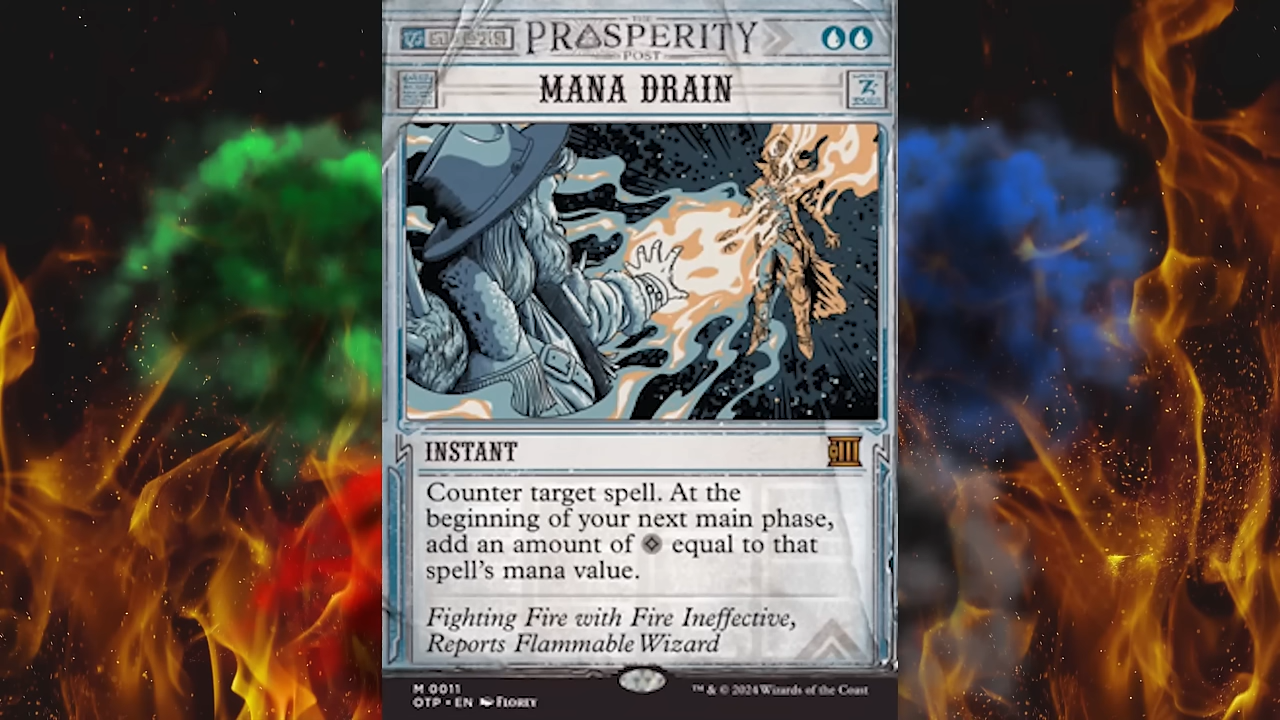 THE
PROSPERITY
POST
MANA DRAIN
INSTANT
Counter target spell. At the
beginning of your next main phase,
add an amount of equal to that
spell's mana value.
Fighting Fire with Fire Ineffective,
Reports Flammable Wizard
M 0011
OTP • EN FLOREY
™ & © 2024 Wizards of the Coast